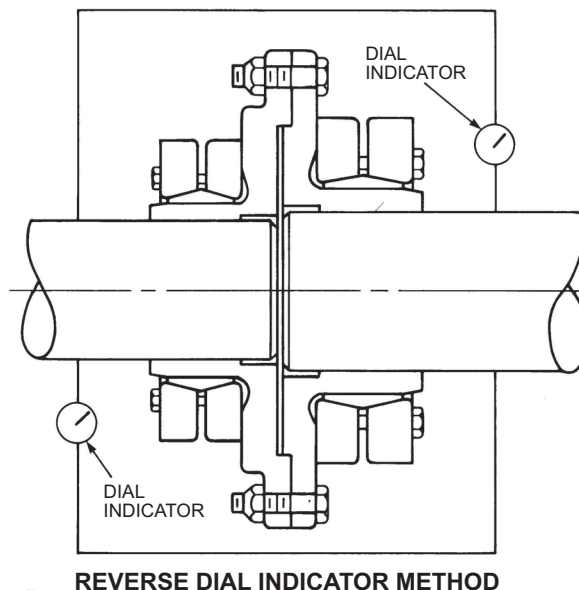 DIAL
INDICATOR
DIAL
INDICATOR
REVERSE DIAL INDICATOR METHOD